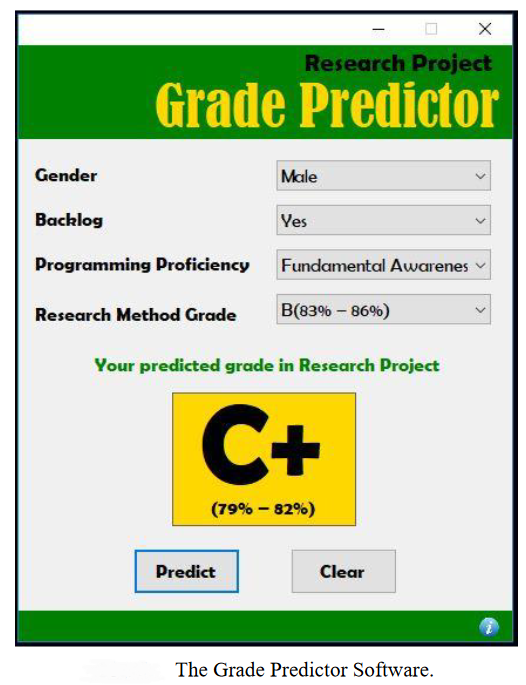 Research Project
Grade Predictor
Gender
Male
Backlog
Yes
Programming Proficiency
Fundamental Awarenes
Research Method Grade
B(83% – 86%)
Your predicted grade in Research Project
C+
(79% – 82%)
Predict
Clear
The Grade Predictor Software.